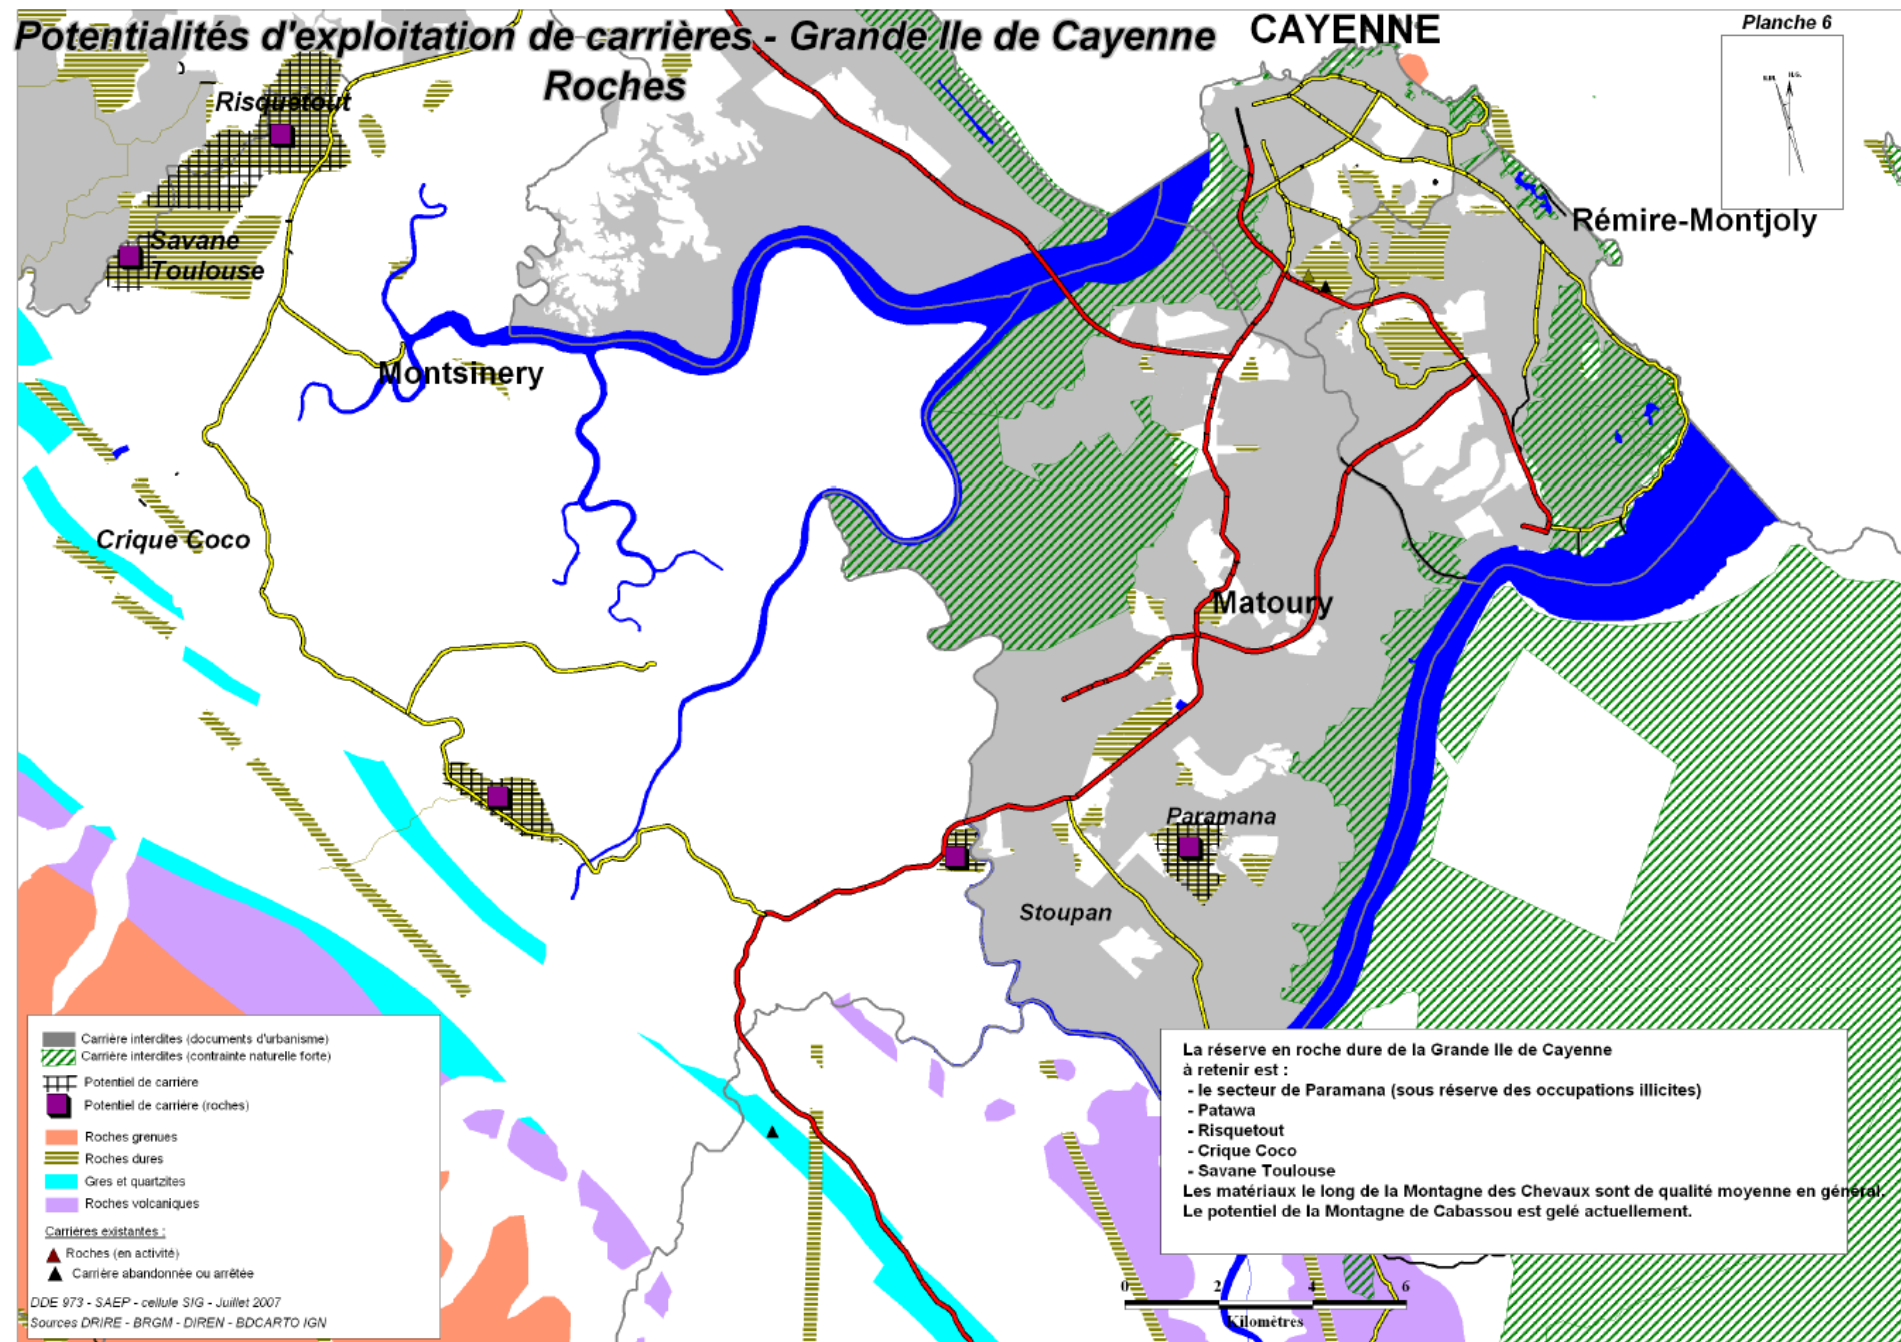 Potentialités d'exploitation de carrières - Grande Ile de Cayenne
Roches
CAYENNE
Planche 6
N.G.
Risquetout
Rémire-Montjoly
Savane
Toulouse
Montsinery
Crique Coco
Matoury
Paramana
Stoupan
Carrière interdites (documents d'urbanisme)
Carrière interdites (contrainte naturelle forte)
Potentiel de carrière
Potentiel de carrière (roches)
Roches grenues
Roches dures
Gres et quartzites
Roches volcaniques
Carrières existantes :
Roches (en activité)
Carrière abandonnée ou arrêtée
DDE 973 - SAEP - cellule SIG - Juillet 2007
Sources DRIRE - BRGM - DIREN - BDCARTO IGN
La réserve en roche dure de la Grande Ile de Cayenne
à retenir est :
- le secteur de Paramana (sous réserve des occupations illicites)
- Patawa
- Risquetout
- Crique Coco
- Savane Toulouse
Les matériaux le long de la Montagne des Chevaux sont de qualité moyenne en général.
Le potentiel de la Montagne de Cabassou est gelé actuellement.
0 2 4 6
Kilomètres